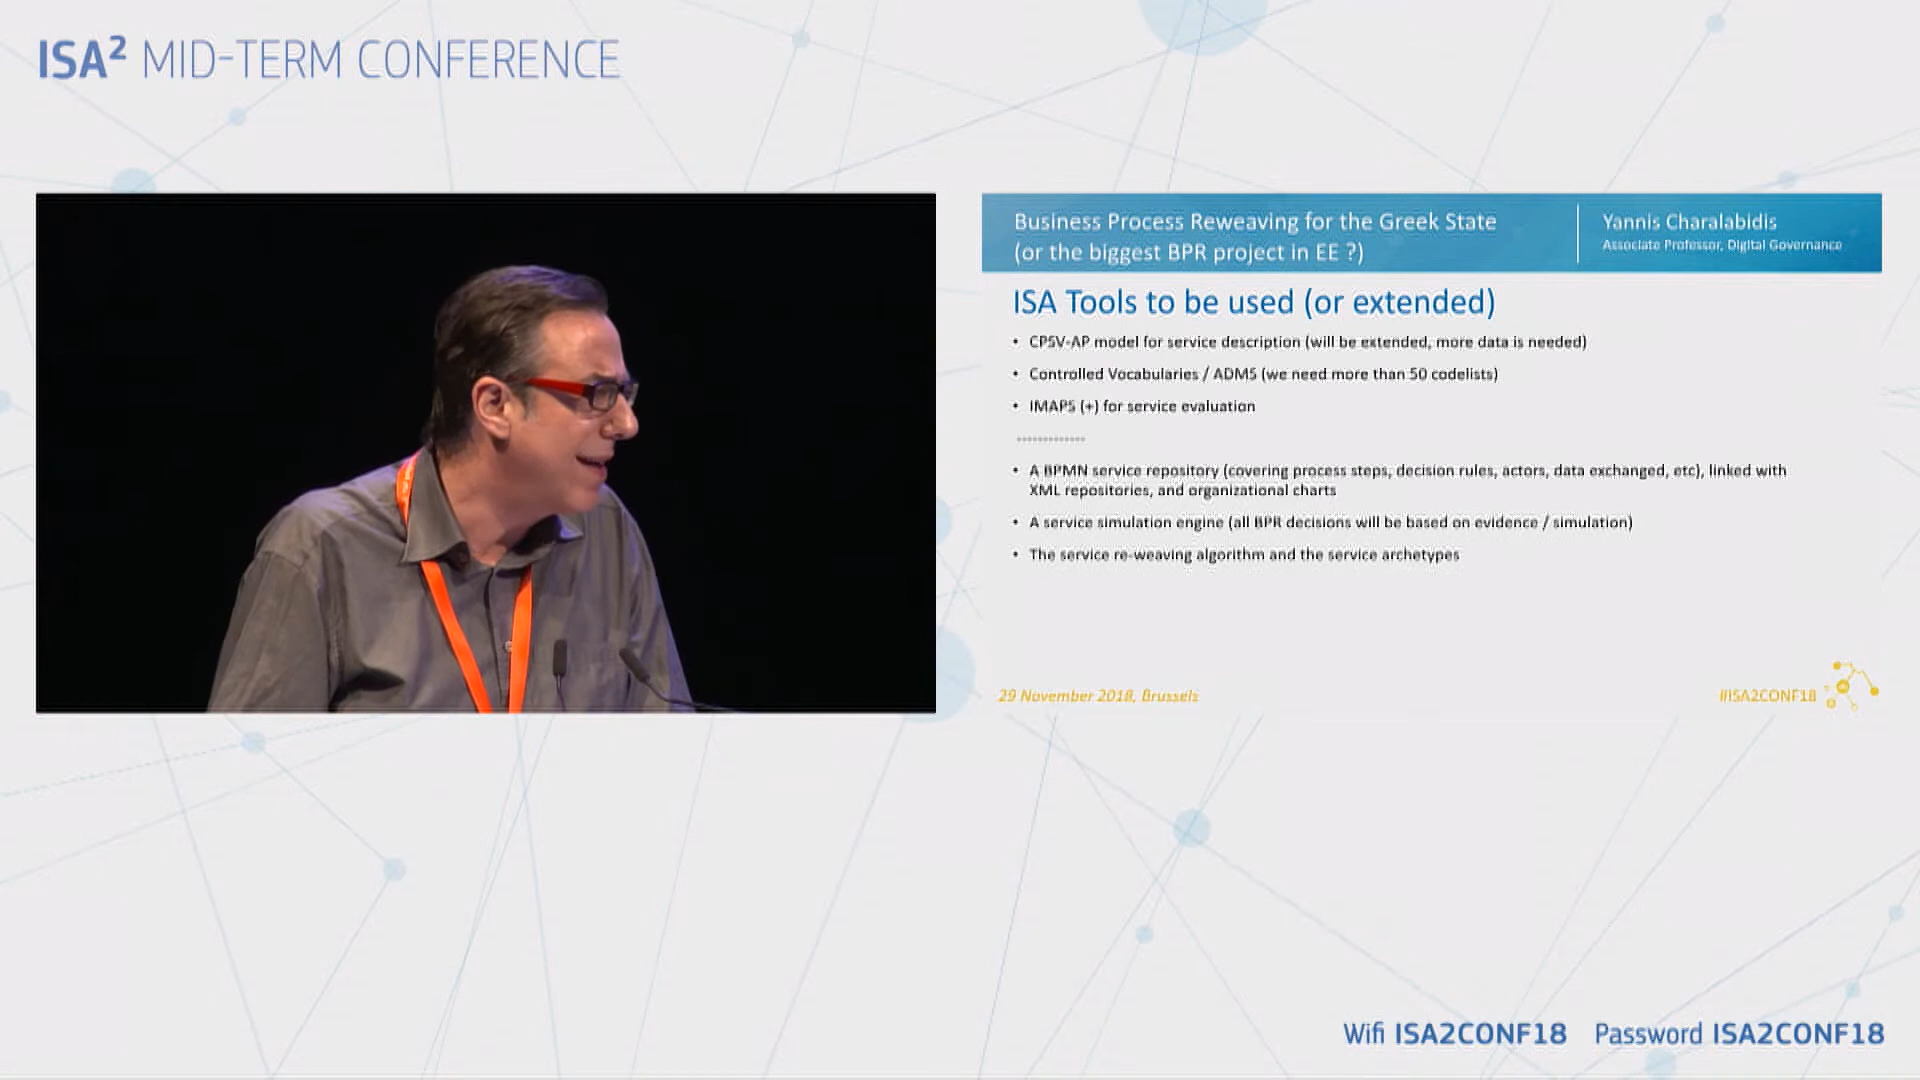 ISA² MID-TERM CONFERENCE
Business Process Reweaving for the Greek State
(or the biggest BPR project in EE ?)
Yannis Charalabidis
Associate Professor, Digital Governance
ISA Tools to be used (or extended)
• CPSV-AP model for service description (will be extended, more data is needed)
• Controlled Vocabularies / ADMS (we need more than 50 codelists)
• IMAPS (+) for service evaluation
-------------
• A BPMN service repository (covering process steps, decision rules, actors, data exchanged, etc), linked with
XML repositories, and organizational charts
• A service simulation engine (all BPR decisions will be based on evidence / simulation)
• The service re-weaving algorithm and the service archetypes
29 November 2018, Brussels
#ISA2CONF18
Wifi ISA2CONF18 Password ISA2CONF18